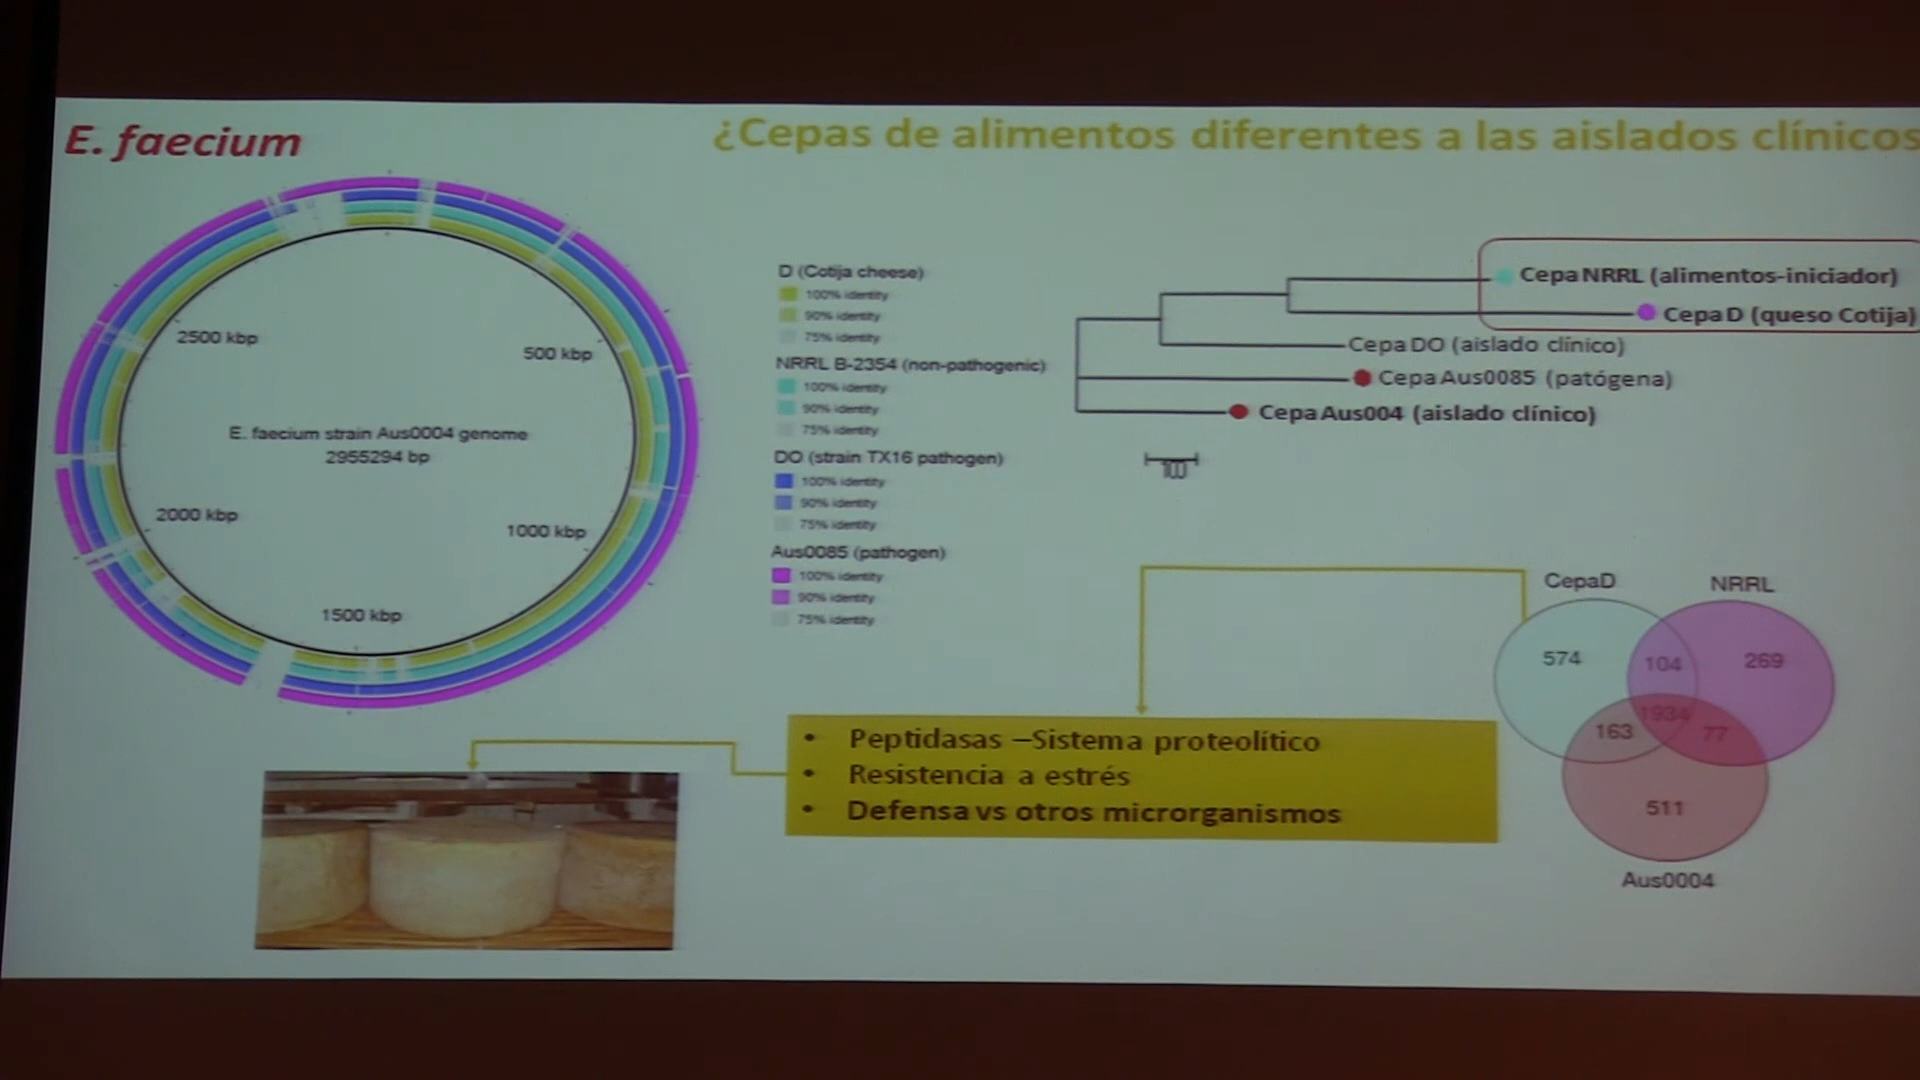 E. faecium
¿Cepas de alimentos diferentes a las aislados clínicos
2500 kbp
500 kbp
E. faecium strain Aus0004 genome
2955294 bp
2000 kbp
1000 kbp
1500 kbp
D (Cotija cheese)
100% identity
90% identity
75% identity
NRRL B-2354 (non-pathogenic)
100% identity
90% identity
75% identity
DO (strain TX16 pathogen)
100% identity
90% identity
75% identity
Aus0085 (pathogen)
100% identity
90% identity
75% identity
Cepa NRRL (alimentos-iniciador)
Cepa D (queso Cotija)
Cepa DO (aislado clínico)
Cepa Aus0085 (patógena)
Cepa Aus004 (aislado clínico)
100
CepaD
NRRL
574
104
269
1934
163
77
511
Aus0004
• Peptidasas –Sistema proteolítico
• Resistencia a estrés
• Defensa vs otros microrganismos